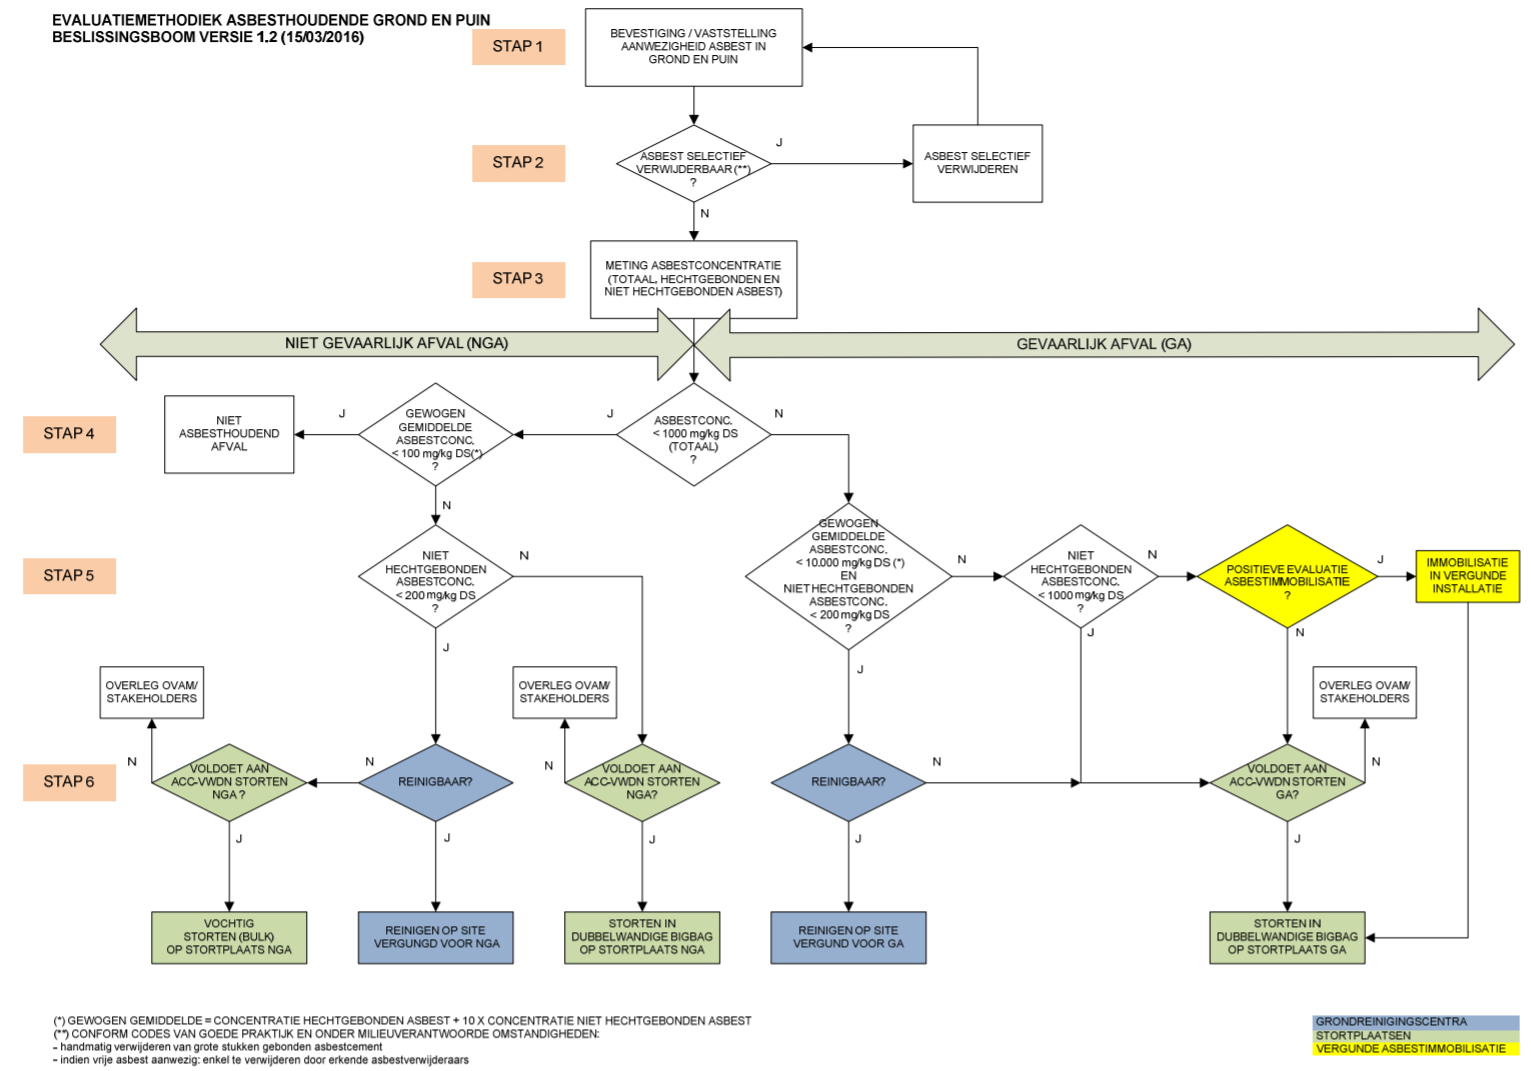 EVALUATIEMETHODIEK ASBESTHOUDENDE GROND EN PUIN
BESLISSINGSBOOM VERSIE 1.2 (15/03/2016)
STAP 1
BEVESTIGING / VASTSTELLING
AANWEZIGHEID ASBEST IN
GROND EN PUIN
STAP 2
ASBEST SELECTIEF
VERWIJDERBAAR (**)
?
J
ASBEST SELECTIEF
VERWIJDEREN
N
STAP 3
METING ASBESTCONCENTRATIE
(TOTAAL, HECHTGEBONDEN EN
NIET HECHTGEBONDEN ASBEST)
NIET GEVAARLIJK AFVAL (NGA)
GEVAARLIJK AFVAL (GA)
STAP 4
NIET
ASBESTHOUDEND
AFVAL
J
GEWOGEN
GEMIDDELDE
ASBESTCONC.
< 100 mg/kg DS(*)
?
J
ASBESTCONC.
< 1000 mg/kg DS
(TOTAAL)
?
N
N
STAP 5
NIET
HECHTGEBONDEN
ASBESTCONC.
< 200 mg/kg DS
?
N
J
GEWOGEN
GEMIDDELDE
ASBESTCONC.
< 10.000 mg/kg DS (*)
EN
NIET HECHTGEBONDEN
ASBESTCONC.
< 200 mg/kg DS
?
N
J
NIET
HECHTGEBONDEN
ASBESTCONC.
< 1000 mg/kg DS
?
N
J
POSITIEVE EVALUATIE
ASBESTIMMOBILISATIE
?
J
N
IMMOBILISATIE
IN VERGUNDE
INSTALLATIE
OVERLEG OVAM/
STAKEHOLDERS
OVERLEG OVAM/
STAKEHOLDERS
OVERLEG OVAM/
STAKEHOLDERS
STAP 6
N
VOLDOET AAN
ACC-VWDN STORTEN
NGA ?
N
REINIGBAAR?
N
VOLDOET AAN
ACC-VWDN STORTEN
NGA?
REINIGBAAR?
N
VOLDOET AAN
ACC-VWDN STORTEN
GA?
N
J
J
J
J
J
VOCHTIG
STORTEN (BULK)
OP STORTPLAATS NGA
REINIGEN OP SITE
VERGUNGD VOOR NGA
STORTEN IN
DUBBELWANDIGE BIGBAG
OP STORTPLAATS NGA
REINIGEN OP SITE
VERGUND VOOR GA
STORTEN IN
DUBBELWANDIGE BIGBAG
OP STORTPLAATS GA
(*) GEWOGEN GEMIDDELDE = CONCENTRATIE HECHTGEBONDEN ASBEST + 10 X CONCENTRATIE NIET HECHTGEBONDEN ASBEST
(**) CONFORM CODES VAN GOEDE PRAKTIJK EN ONDER MILIEUVERANTWOORDE OMSTANDIGHEDEN:
- handmatig verwijderen van grote stukken gebonden asbestcement
- indien vrije asbest aanwezig: enkel te verwijderen door erkende asbestverwijderaars
GRONDREINIGINGSCENTRA
STORTPLAATSEN
VERGUNDE ASBESTIMMOBILISATIE